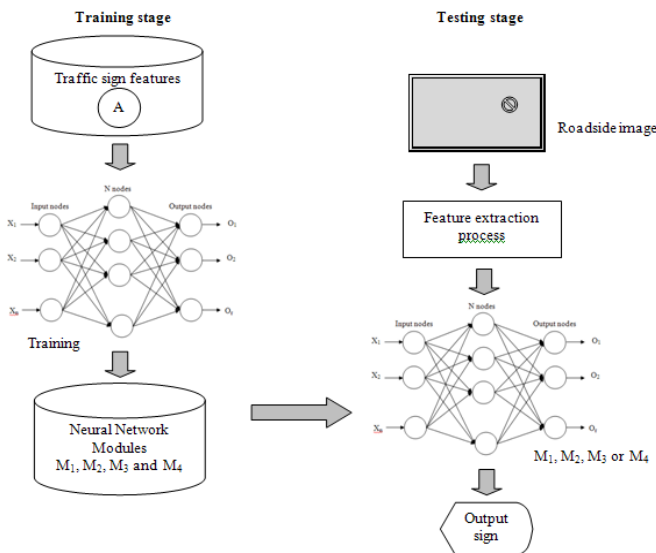 Training stage
Traffic sign features
A
N nodes
Input nodes
Output nodes
X1
O1
X2
O2
Xn
Ot
Training
Neural Network
Modules
M1, M2, M3 and M4
Testing stage
Roadside image
Feature extraction
process
N nodes
Input nodes
Output nodes
X1
O1
X2
O2
Xn
Ot
M1, M2, M3 or M4
Output
sign